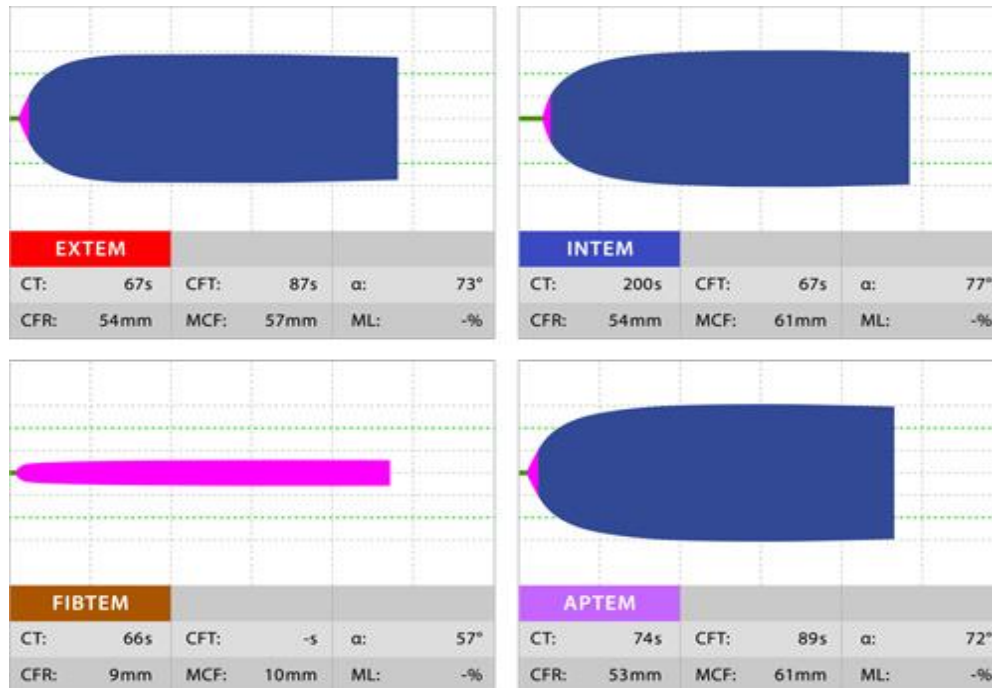 EXTEM
CT: 67s CFT: 87s α: 73°
CFR: 54mm MCF: 57mm ML: -%
INTEM
CT: 200s CFT: 67s α: 77°
CFR: 54mm MCF: 61mm ML: -%
FIBTEM
CT: 66s CFT: -s α: 57°
CFR: 9mm MCF: 10mm ML: -%
APTEM
CT: 74s CFT: 89s α: 72°
CFR: 53mm MCF: 61mm ML: -%